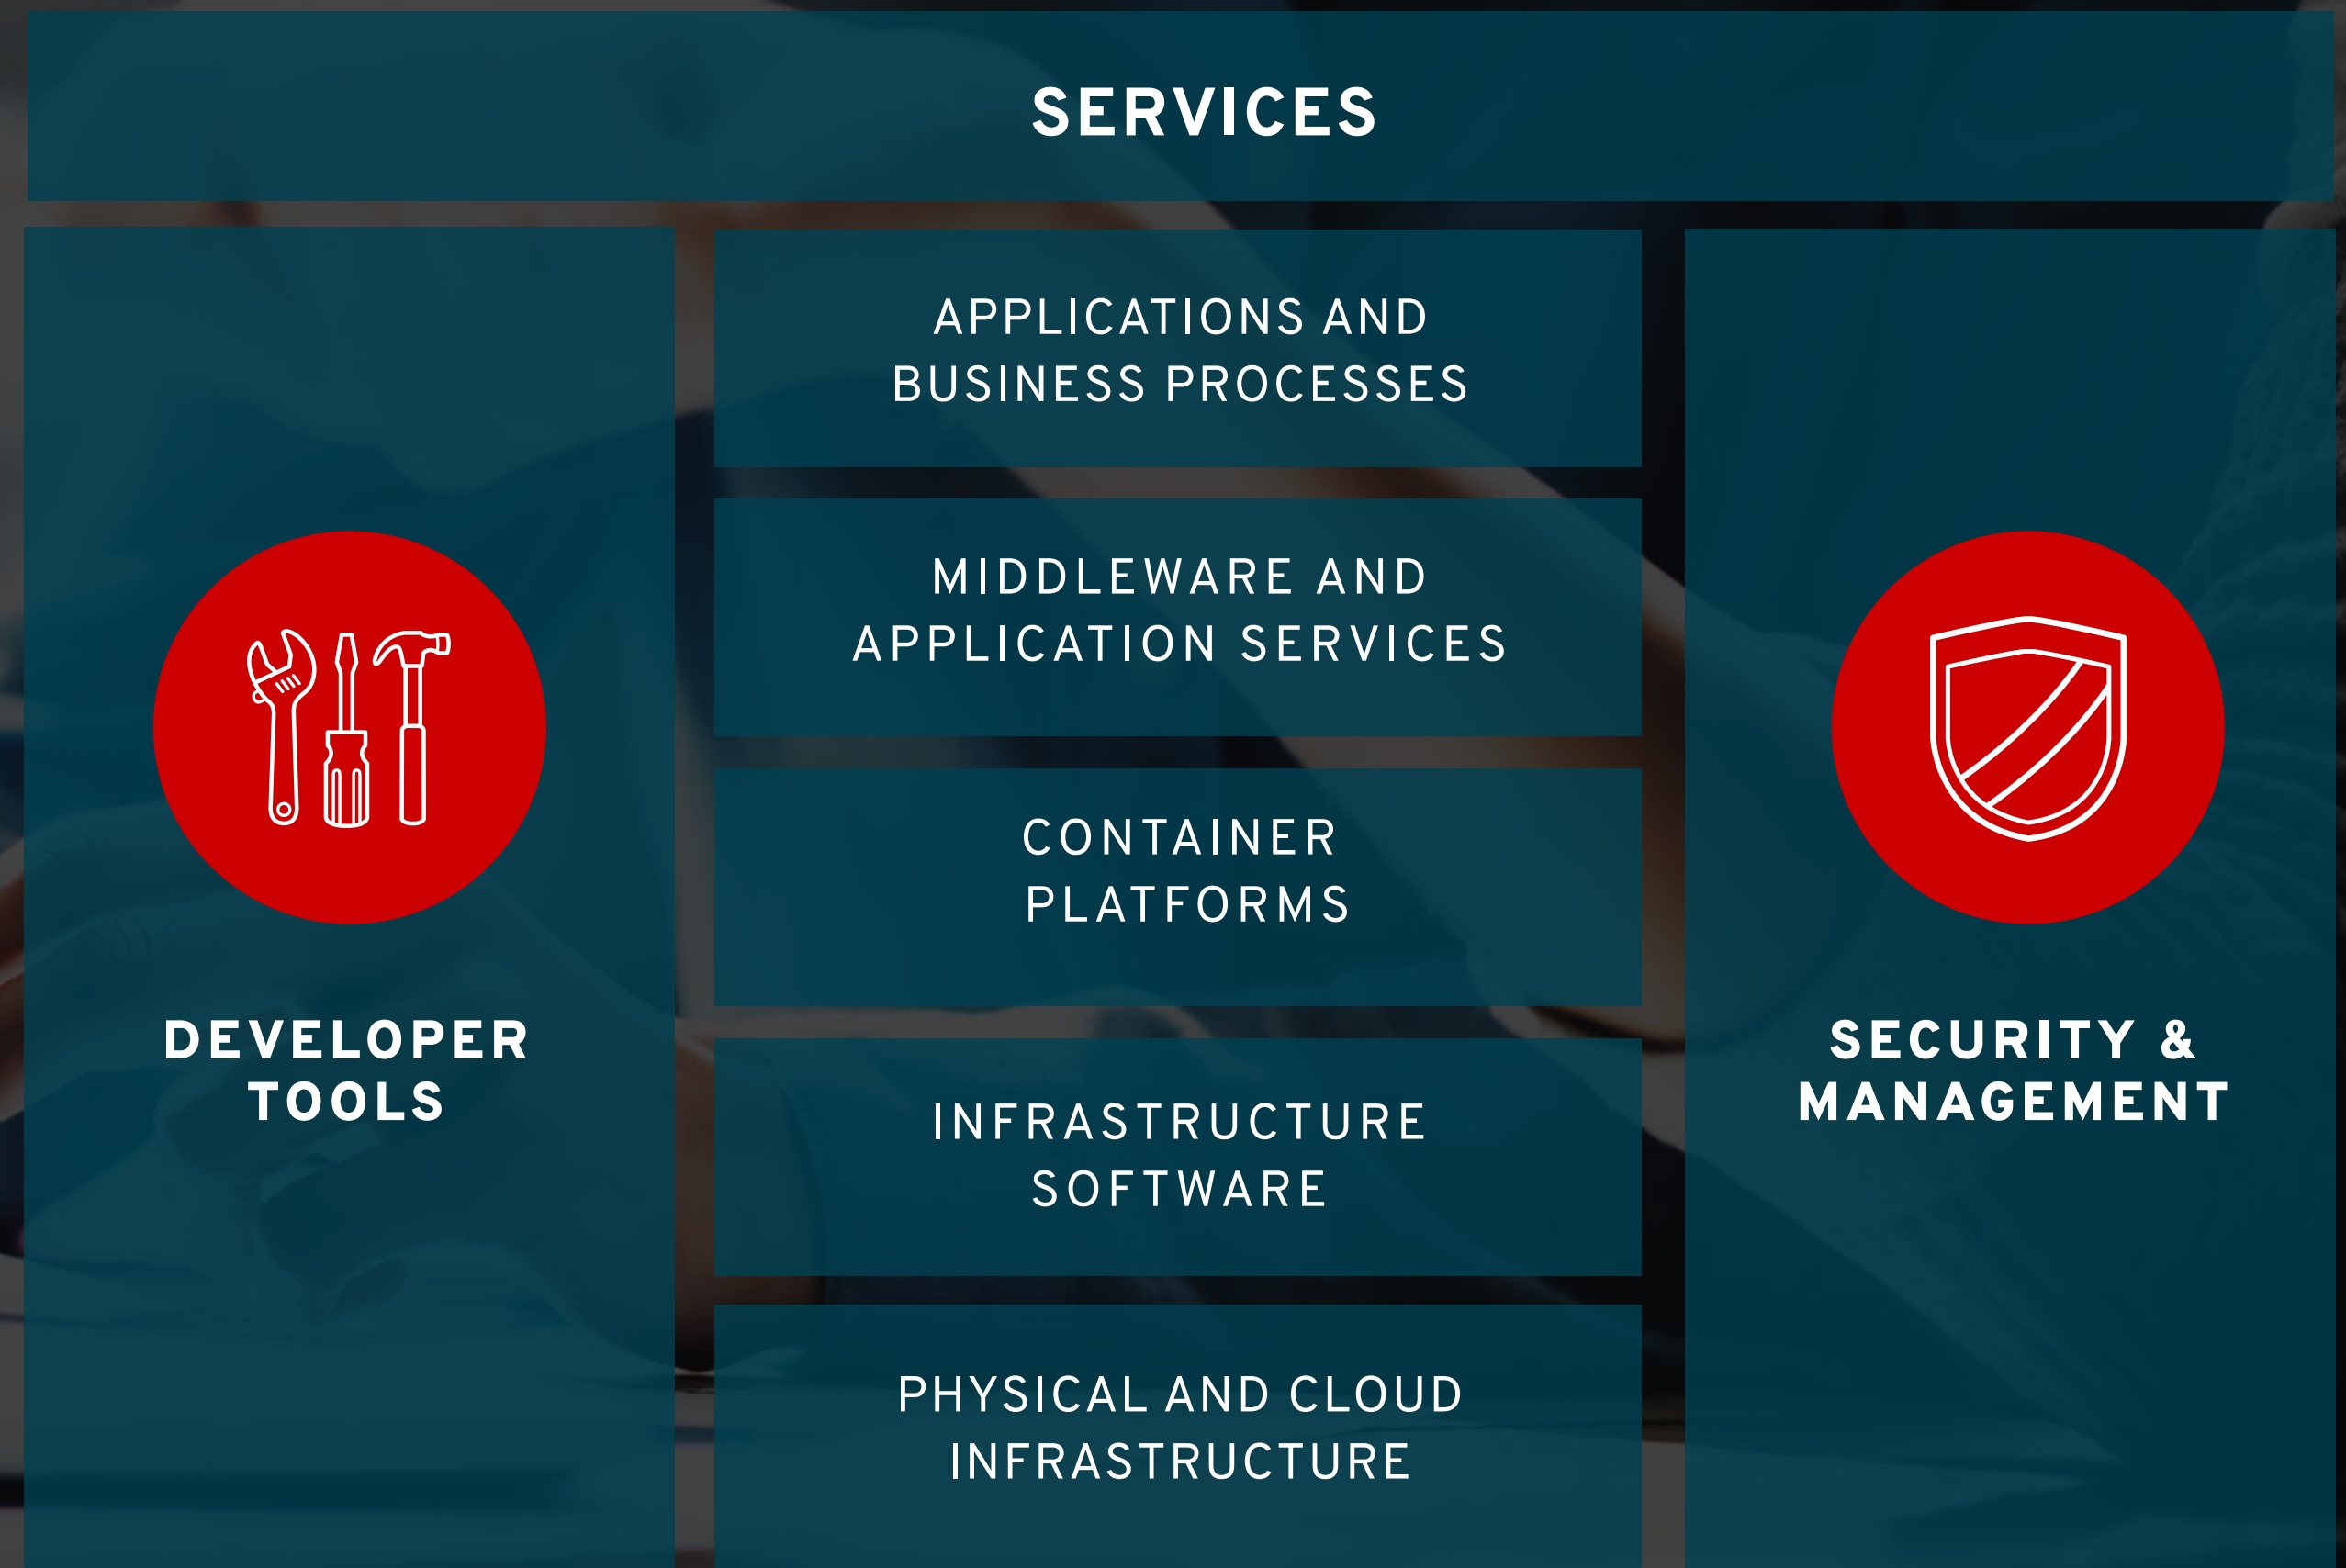 SERVICES
DEVELOPER
TOOLS
APPLICATIONS AND
BUSINESS PROCESSES
MIDDLEWARE AND
APPLICATION SERVICES
CONTAINER
PLATFORMS
INFRASTRUCTURE
SOFTWARE
PHYSICAL AND CLOUD
INFRASTRUCTURE
SECURITY &
MANAGEMENT